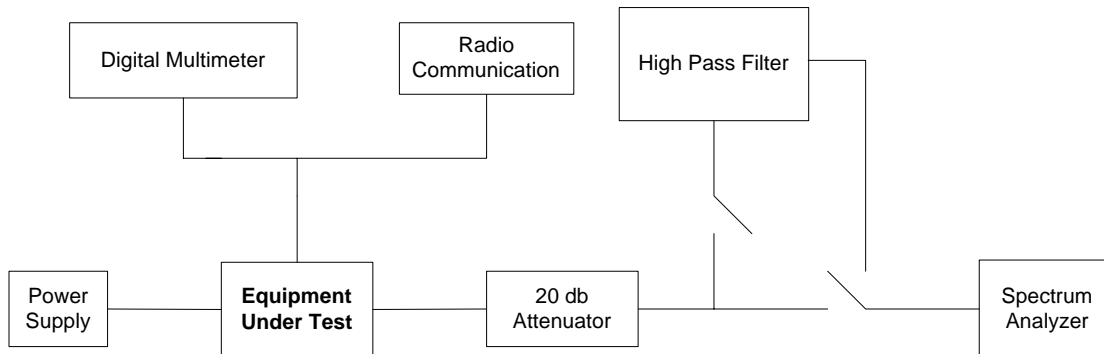 Digital Multimeter
Radio
Communication
High Pass Filter
Power
Supply
Equipment
Under Test
20 db
Attenuator
Spectrum
Analyzer